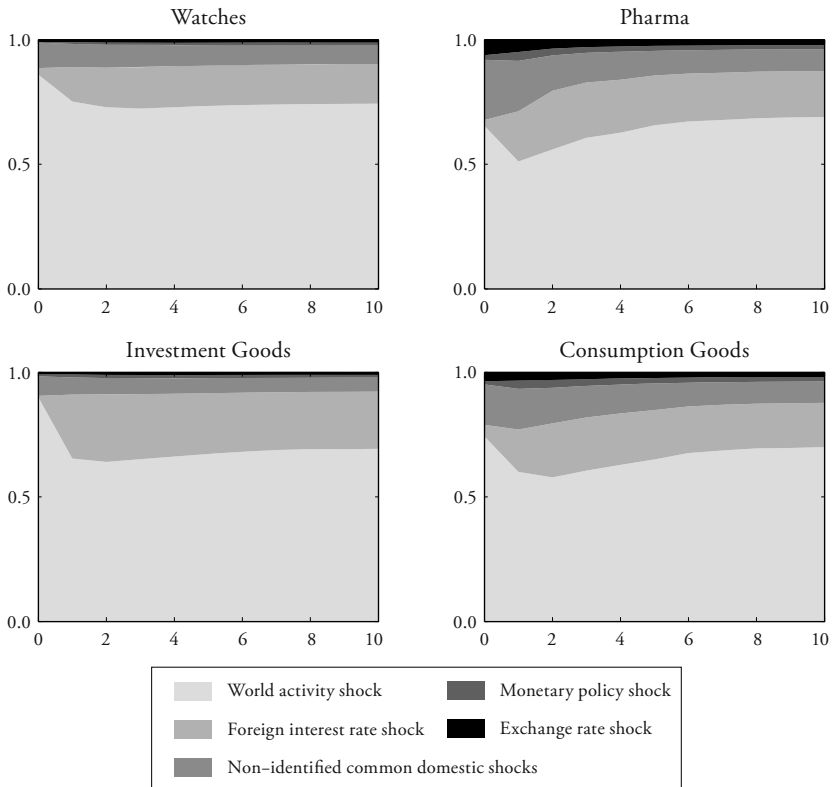 Watches
Pharma
1.0
0.5
0.0
0 2 4 6 8 10
1.0
0.5
0.0
0 2 4 6 8 10
Investment Goods
Consumption Goods
1.0
0.5
0.0
0 2 4 6 8 10
1.0
0.5
0.0
0 2 4 6 8 10
World activity shock
Monetary policy shock
Foreign interest rate shock
Exchange rate shock
Non–identified common domestic shocks